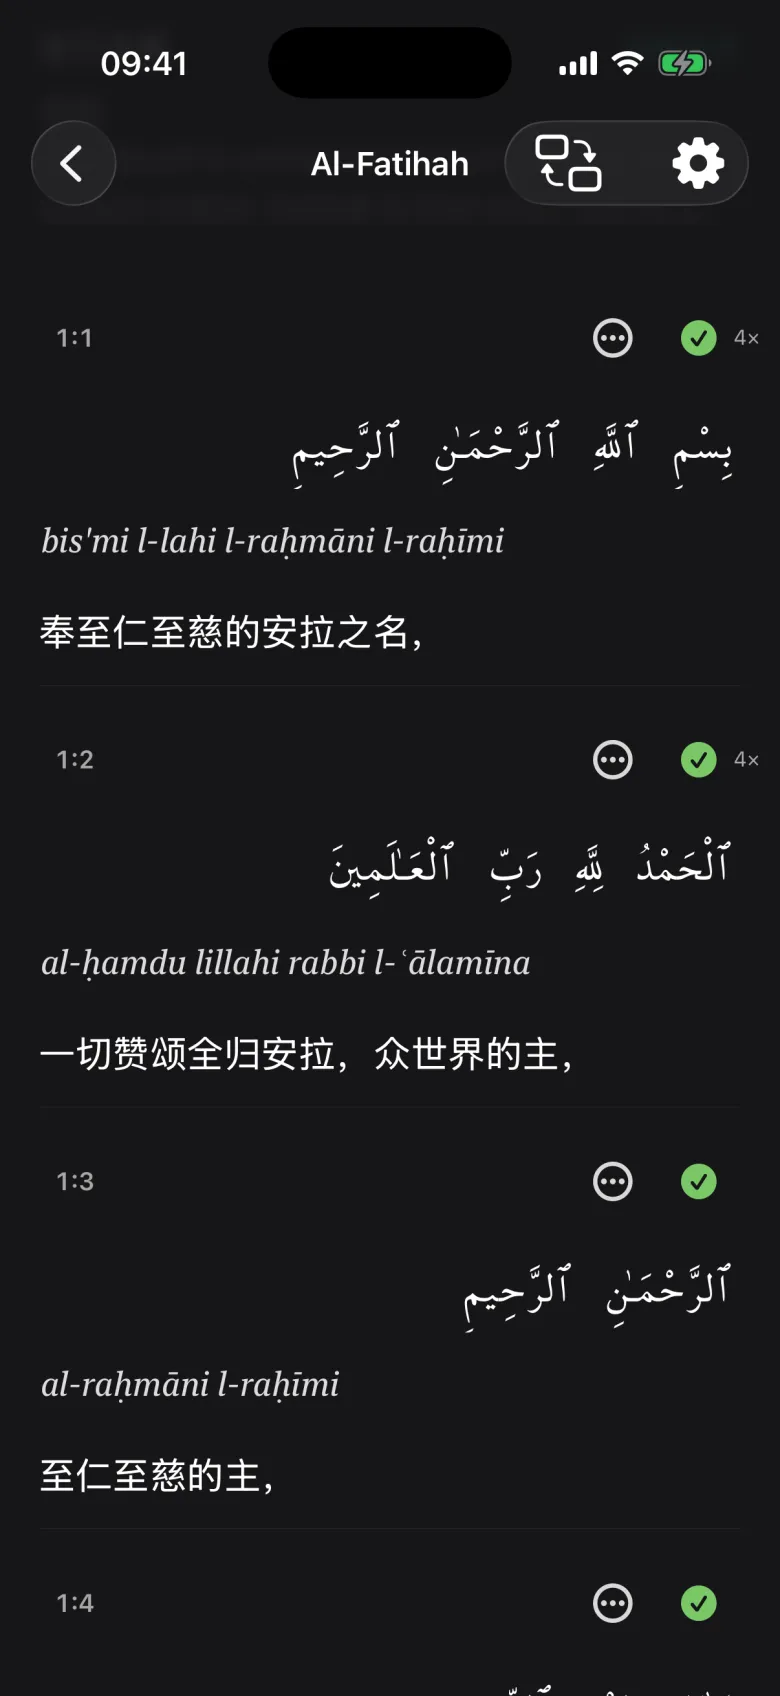 09:41
Al-Fatihah
1:1
4×
بِسْمِ ٱللَّهِ ٱلرَّحْمَـٰنِ ٱلرَّحِيمِ
bis'mi l-lahi l-raḥmāni l-raḥīmi
奉至仁至慈的安拉之名，
1:2
4×
ٱلْحَمْدُ لِلَّهِ رَبِّ ٱلْعَـٰلَمِينَ
al-ḥamdu lillahi rabbi l-ʿālamīna
一切赞颂全归安拉，众世界的主，
1:3
ٱلرَّحْمَـٰنِ ٱلرَّحِيمِ
al-raḥmāni l-raḥīmi
至仁至慈的主，
1:4